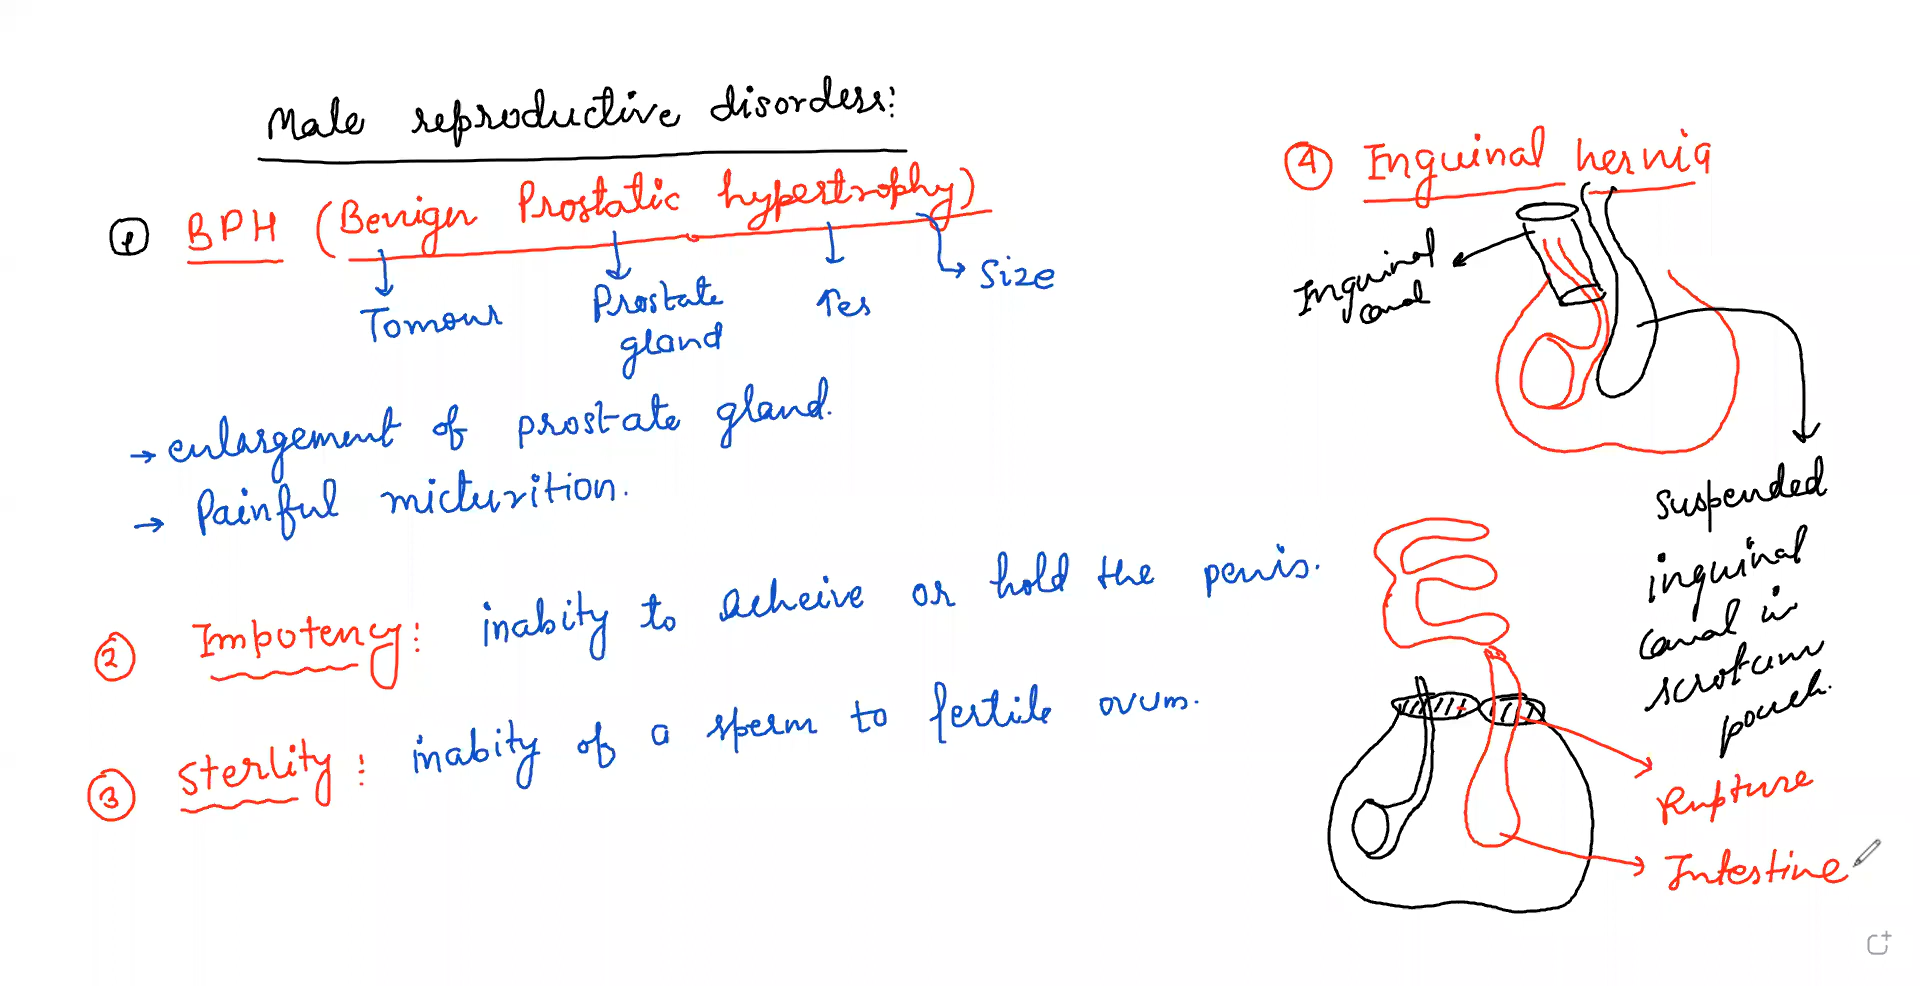 Male reproductive disorders:
1 BPH (Benign Prostatic hypertrophy)
Tomour
Prostate
gland
↑es
Size
→ enlargement of prostate gland.
→ Painful micturition.
2 Impotency: inabity to acheive or hold the penis.
3 Sterlity: inabity of a sperm to fertile ovum.
4 Inguinal hernia
Inguinal
canal
Suspended
inguinal
canal in
scrotum
pouch.
Rupture
Intestine